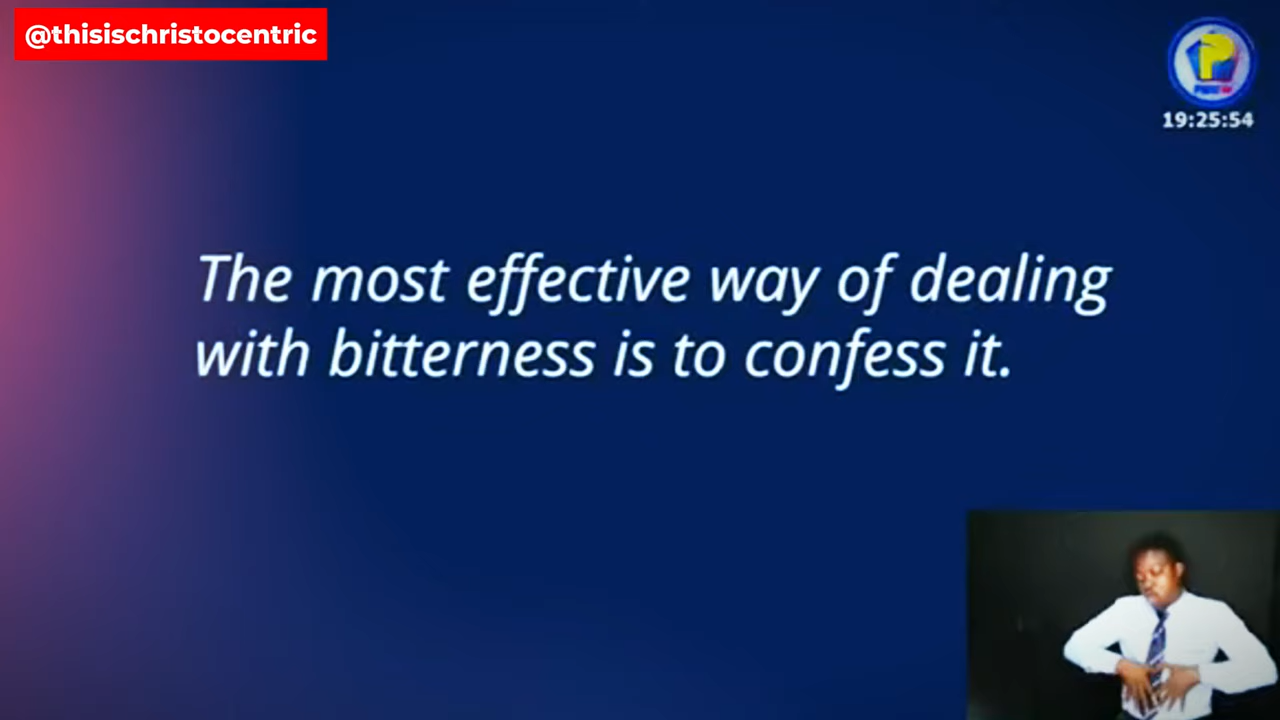 @thisischristocentric
P
19:25:54
The most effective way of dealing
with bitterness is to confess it.